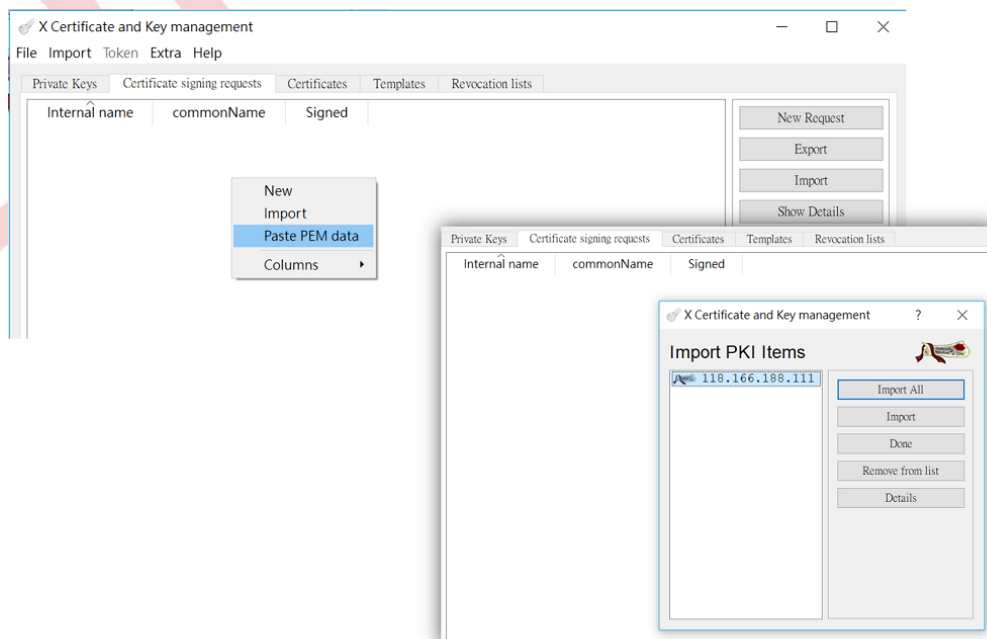 X Certificate and Key management
File Import Token Extra Help
Private Keys Certificate signing requests Certificates Templates Revocation lists
Internal name commonName Signed
New Request
Export
Import
Show Details
New
Import
Paste PEM data
Columns
Private Keys Certificate signing requests Certificates Templates Revocation lists
Internal name commonName Signed
X Certificate and Key management ?
Import PKI Items
118.166.188.111
Import All
Import
Done
Remove from list
Details